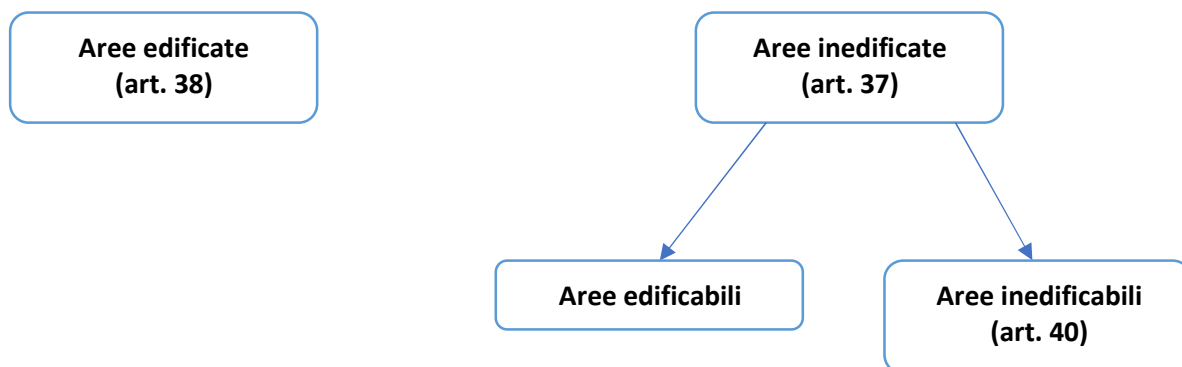 Aree edificate
(art. 38)
Aree inedificate
(art. 37)
Aree edificabili
Aree inedificabili
(art. 40)